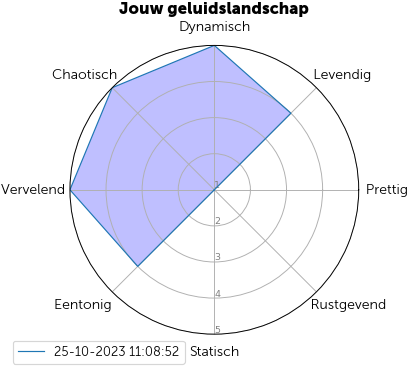 Jouw geluidslandschap
Dynamisch
Chaotisch
Levendig
Vervelend
1
Prettig
2
3
Eentonig
4
Rustgevend
5
25-10-2023 11:08:52
Statisch